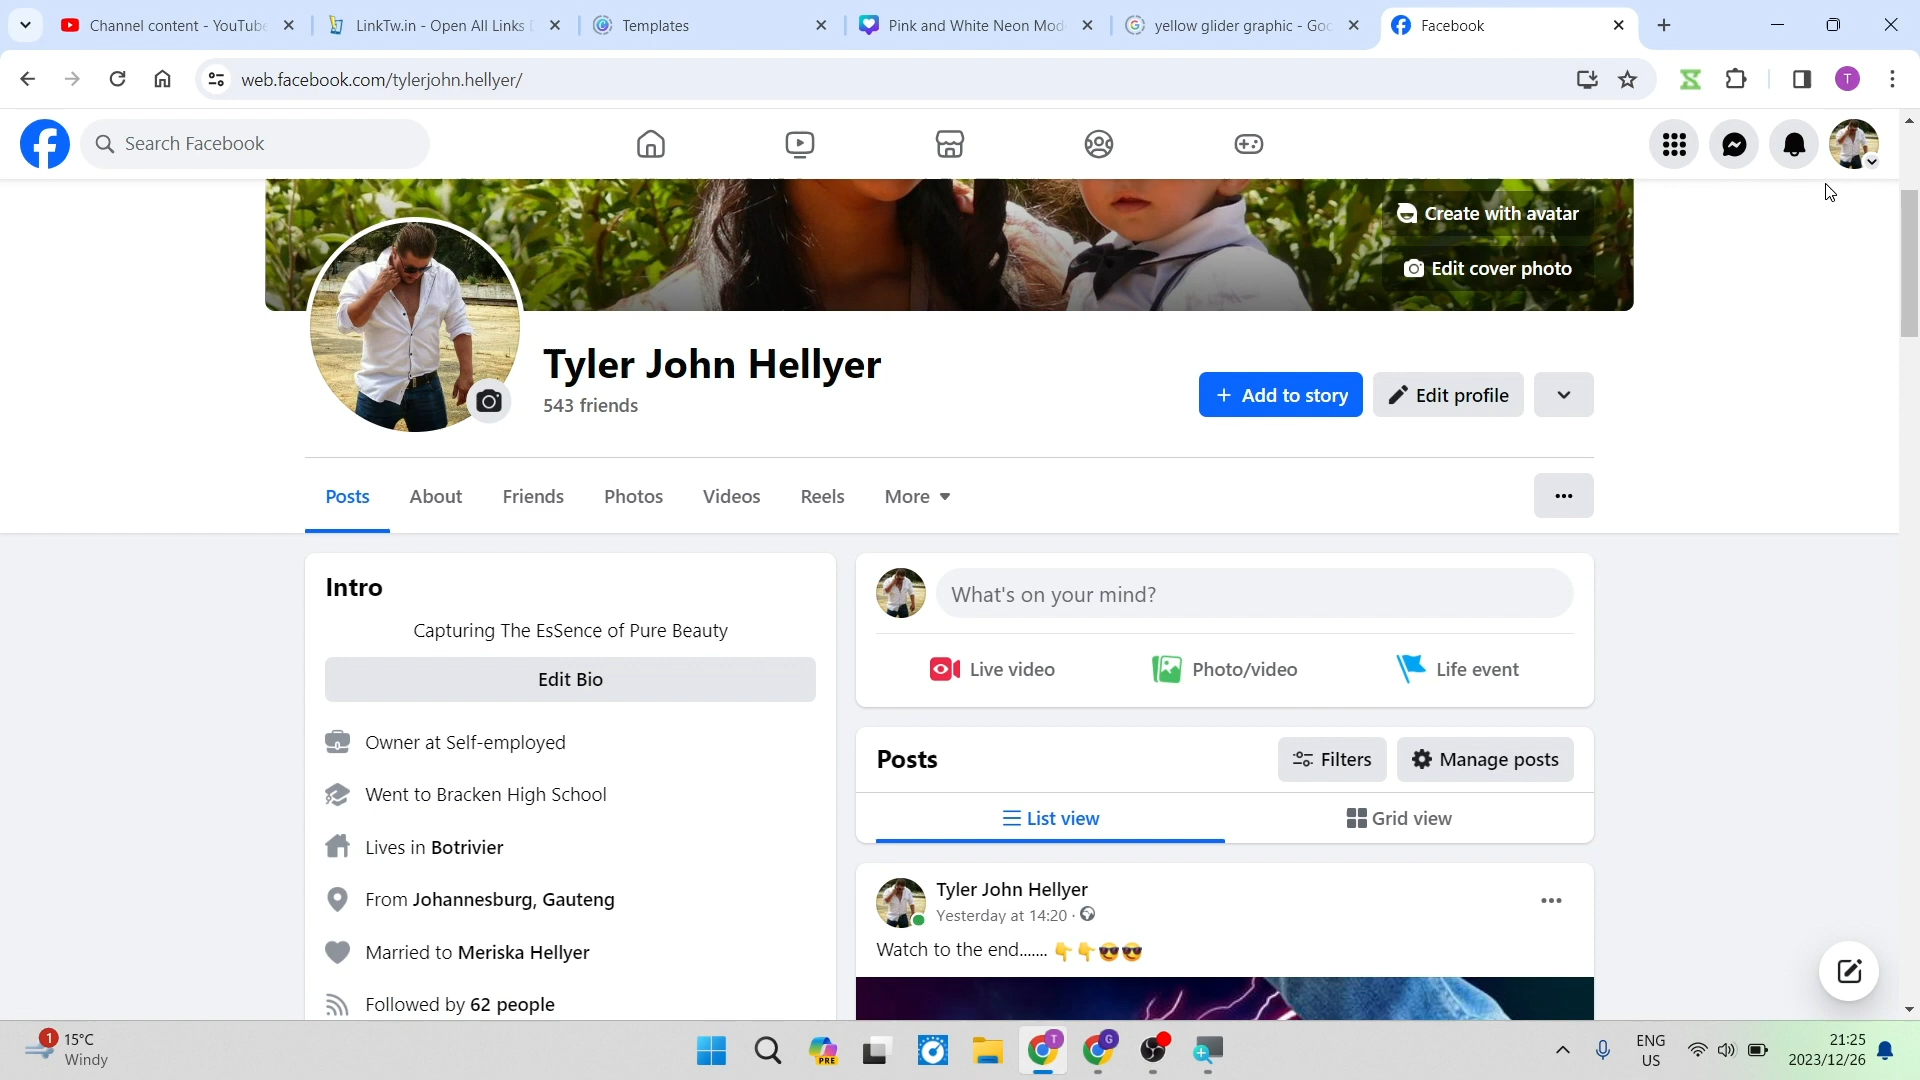 Channel content - YouTube
LinkTw.in - Open All Links
Templates
Pink and White Neon Mod
yellow glider graphic - Goo
Facebook
web.facebook.com/tylerjohn.hellyer/
T
Search Facebook
Create with avatar
Edit cover photo
Tyler John Hellyer
543 friends
+ Add to story
Edit profile
Posts
About
Friends
Photos
Videos
Reels
More
Intro
Capturing The EsSence of Pure Beauty
Edit Bio
Owner at Self-employed
Went to Bracken High School
Lives in Botrivier
From Johannesburg, Gauteng
Married to Meriska Hellyer
Followed by 62 people
What's on your mind?
Live video
Photo/video
Life event
Posts
Filters
Manage posts
List view
Grid view
Tyler John Hellyer
Yesterday at 14:20 ·
Watch to the end....... 👇👇😎😎
1
15°C
Windy
PRE
T
G
ENG
US
21:25
2023/12/26